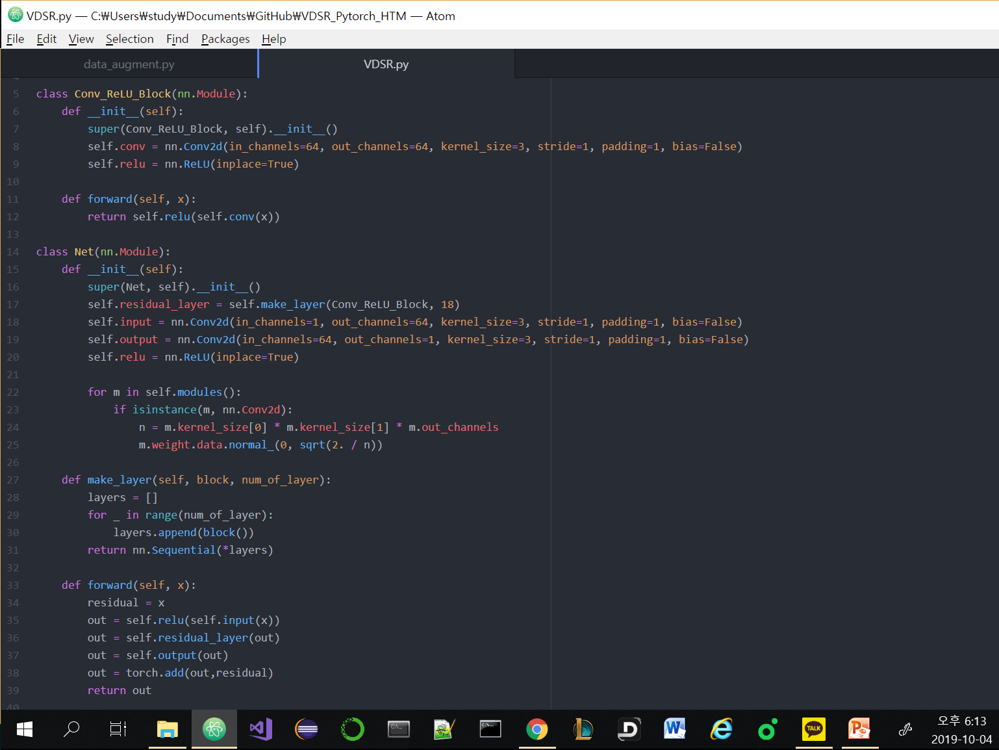 VDSR.py — C:₩Users₩study₩Documents₩GitHub₩VDSR_Pytorch_HTM — Atom
File Edit View Selection Find Packages Help
data_augment.py VDSR.py
4
5 class Conv_ReLU_Block(nn.Module):
6     def __init__(self):
7         super(Conv_ReLU_Block, self).__init__()
8         self.conv = nn.Conv2d(in_channels=64, out_channels=64, kernel_size=3, stride=1, padding=1, bias=False)
9         self.relu = nn.ReLU(inplace=True)
10
11     def forward(self, x):
12         return self.relu(self.conv(x))
13
14 class Net(nn.Module):
15     def __init__(self):
16         super(Net, self).__init__()
17         self.residual_layer = self.make_layer(Conv_ReLU_Block, 18)
18         self.input = nn.Conv2d(in_channels=1, out_channels=64, kernel_size=3, stride=1, padding=1, bias=False)
19         self.output = nn.Conv2d(in_channels=64, out_channels=1, kernel_size=3, stride=1, padding=1, bias=False)
20         self.relu = nn.ReLU(inplace=True)
21
22         for m in self.modules():
23             if isinstance(m, nn.Conv2d):
24                 n = m.kernel_size[0] * m.kernel_size[1] * m.out_channels
25                 m.weight.data.normal_(0, sqrt(2. / n))
26
27     def make_layer(self, block, num_of_layer):
28         layers = []
29         for _ in range(num_of_layer):
30             layers.append(block())
31         return nn.Sequential(*layers)
32
33     def forward(self, x):
34         residual = x
35         out = self.relu(self.input(x))
36         out = self.residual_layer(out)
37         out = self.output(out)
38         out = torch.add(out,residual)
39         return out
40
TALK
오후 6:13
2019-10-04